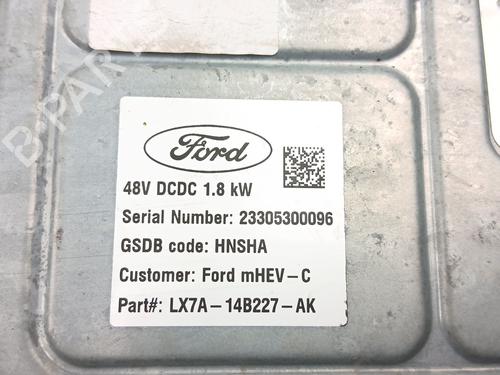 B-PARTS
Ford
48V DCDC 1.8 kW
Serial Number: 23305300096
GSDB code: HNSHA
Customer: Ford mHEV-C
Part#: LX7A-14B227-AK